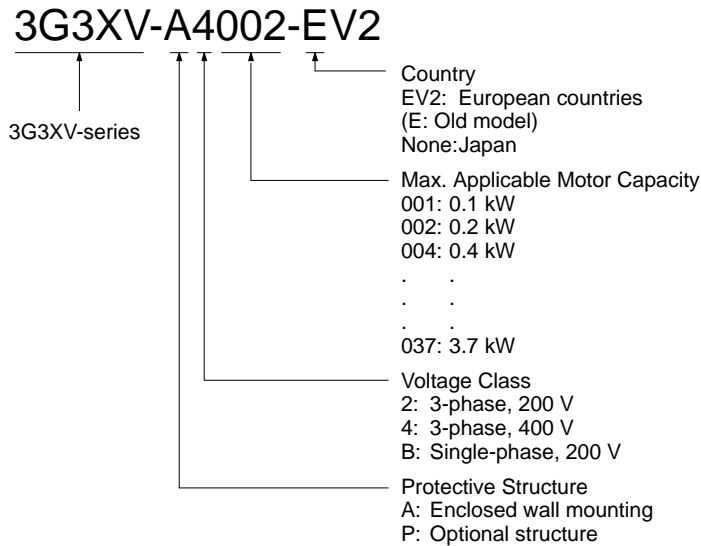 3G3XV-A4002-EV2
3G3XV-series
Country
EV2: European countries
(E: Old model)
None:Japan
Max. Applicable Motor Capacity
001: 0.1 kW
002: 0.2 kW
004: 0.4 kW
. .
. .
. .
037: 3.7 kW
Voltage Class
2: 3-phase, 200 V
4: 3-phase, 400 V
B: Single-phase, 200 V
Protective Structure
A: Enclosed wall mounting
P: Optional structure